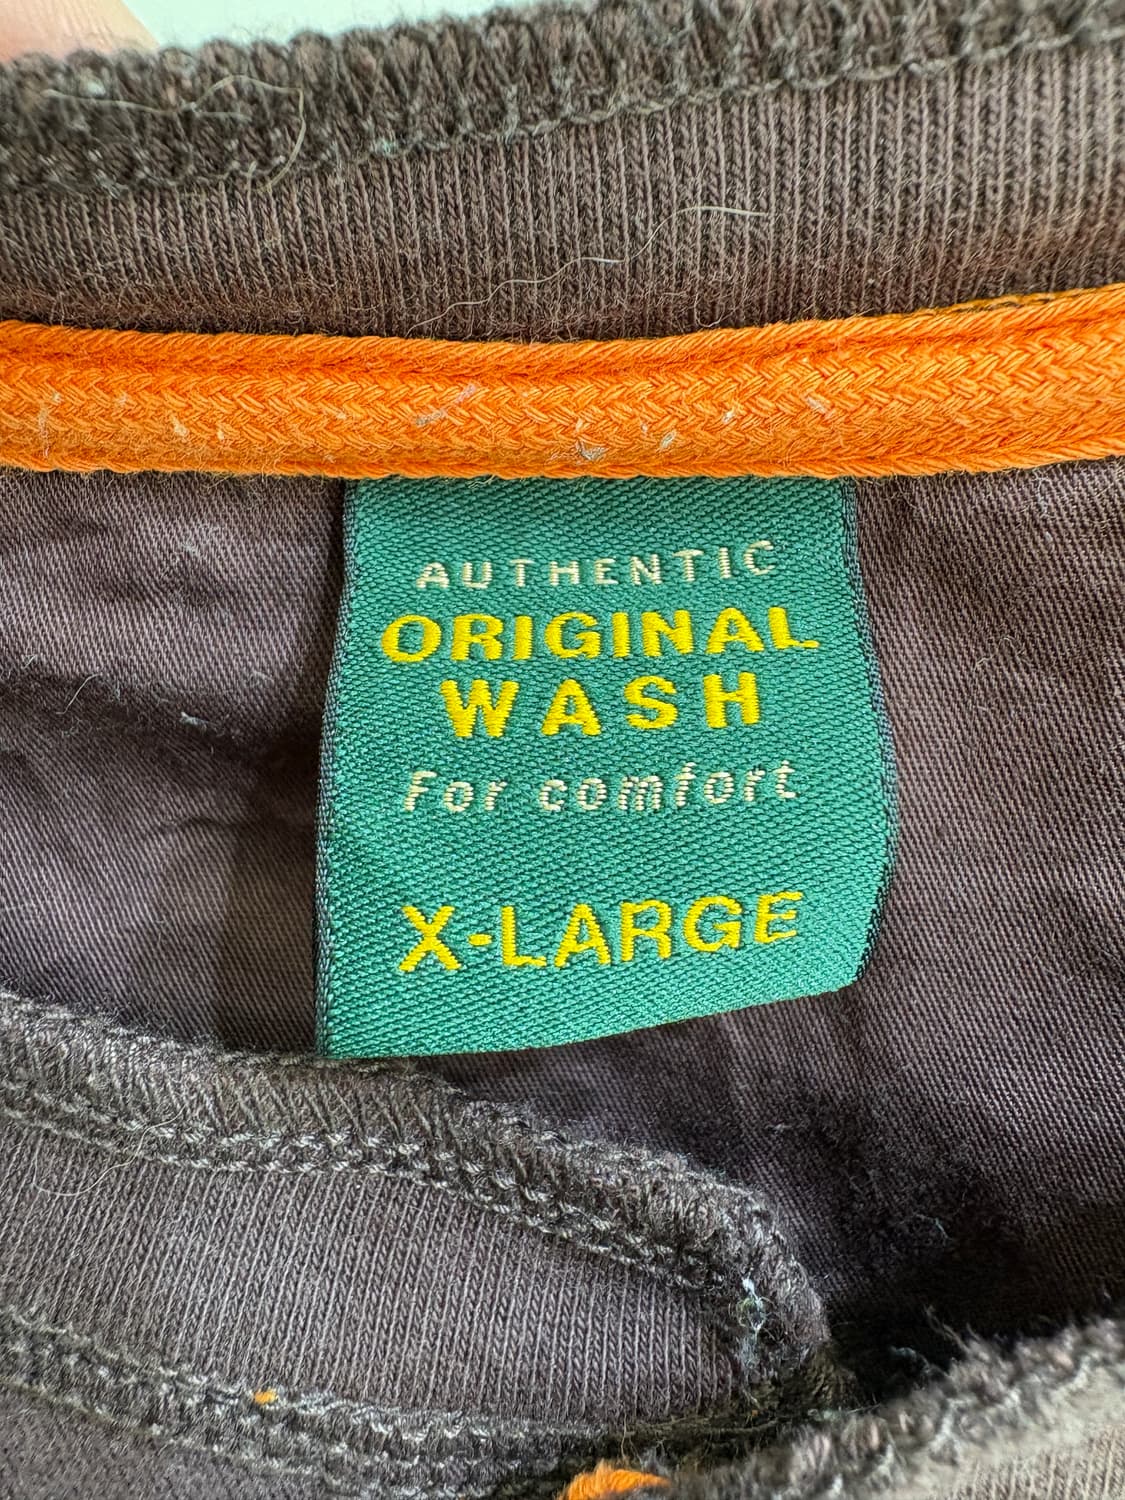 AUTHENTIC
ORIGINAL
WASH
For comfort
X-LARGE